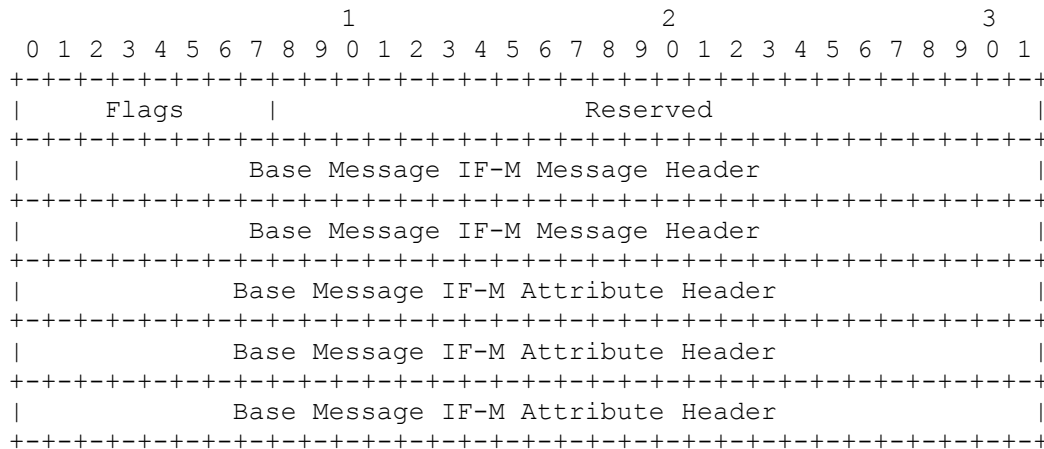 1                   2                   3
 0 1 2 3 4 5 6 7 8 9 0 1 2 3 4 5 6 7 8 9 0 1 2 3 4 5 6 7 8 9 0 1
+-+-+-+-+-+-+-+-+-+-+-+-+-+-+-+-+-+-+-+-+-+-+-+-+-+-+-+-+-+-+-+-+
|     Flags     |                   Reserved                    |
+-+-+-+-+-+-+-+-+-+-+-+-+-+-+-+-+-+-+-+-+-+-+-+-+-+-+-+-+-+-+-+-+
|              Base Message IF-M Message Header                 |
+-+-+-+-+-+-+-+-+-+-+-+-+-+-+-+-+-+-+-+-+-+-+-+-+-+-+-+-+-+-+-+-+
|              Base Message IF-M Message Header                 |
+-+-+-+-+-+-+-+-+-+-+-+-+-+-+-+-+-+-+-+-+-+-+-+-+-+-+-+-+-+-+-+-+
|             Base Message IF-M Attribute Header                |
+-+-+-+-+-+-+-+-+-+-+-+-+-+-+-+-+-+-+-+-+-+-+-+-+-+-+-+-+-+-+-+-+
|             Base Message IF-M Attribute Header                |
+-+-+-+-+-+-+-+-+-+-+-+-+-+-+-+-+-+-+-+-+-+-+-+-+-+-+-+-+-+-+-+-+
|             Base Message IF-M Attribute Header                |
+-+-+-+-+-+-+-+-+-+-+-+-+-+-+-+-+-+-+-+-+-+-+-+-+-+-+-+-+-+-+-+-+